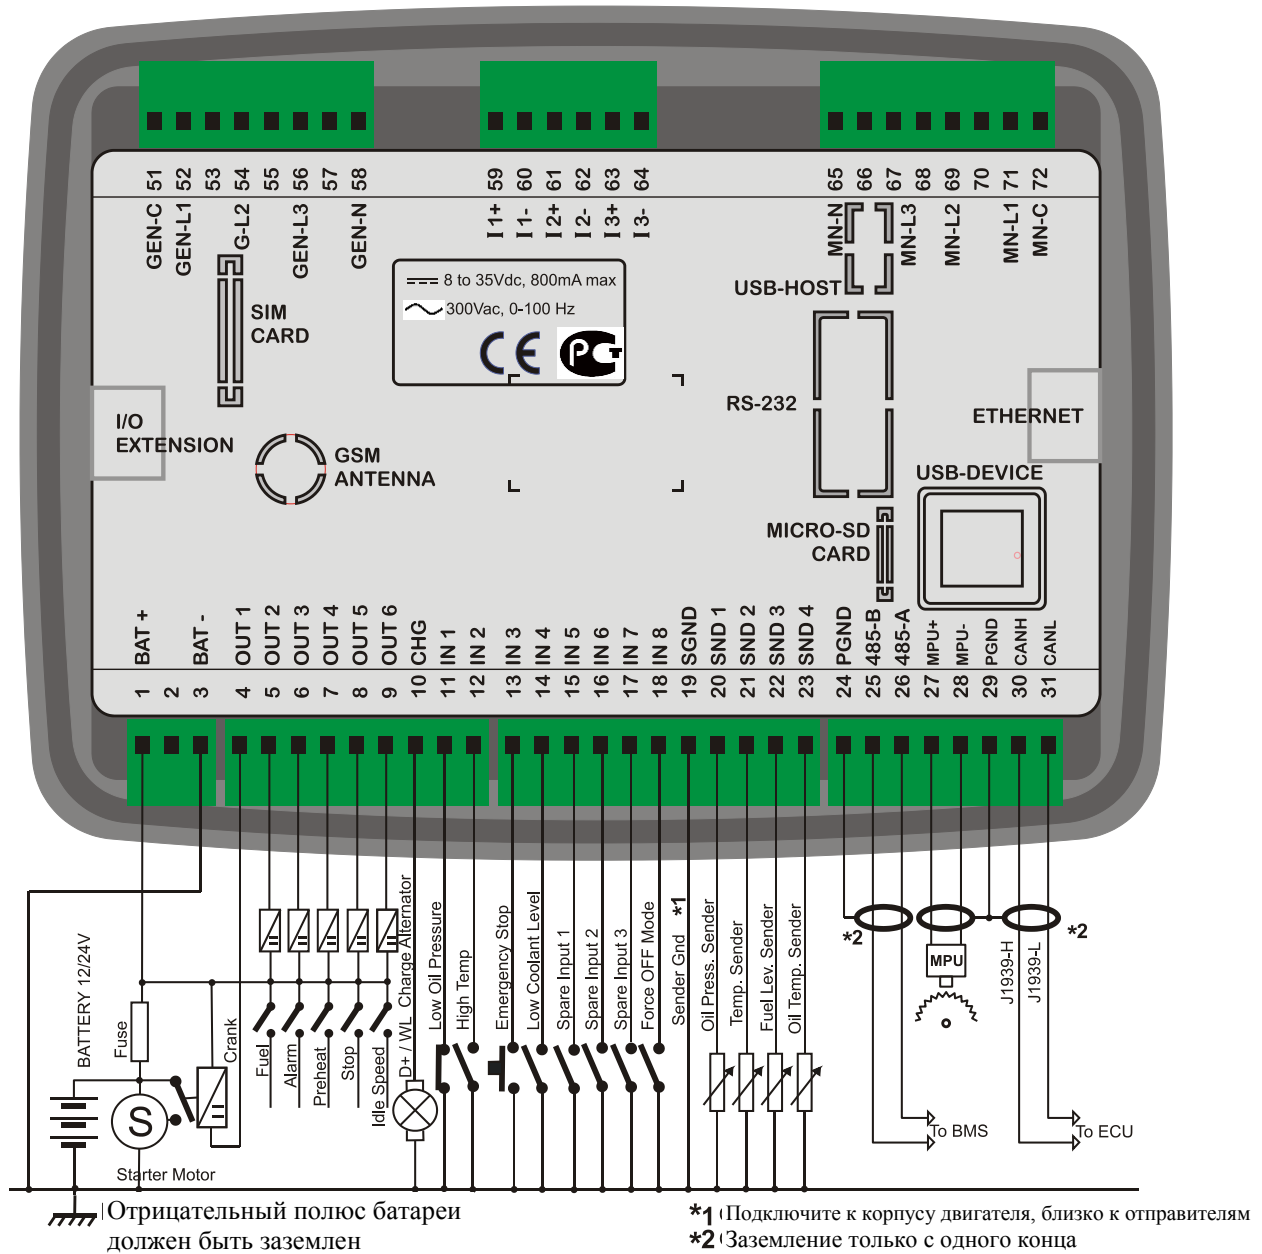 51 52 53 54 55 56 57 58
59 60 61 62 63 64
65 66 67 68 69 70 71 72
GEN-C
GEN-L1
G-L2
GEN-L3
GEN-N
I 1+
I 1-
I 2+
I 2-
I 3+
I 3-
MN-N
MN-L3
MN-L2
MN-L1
MN-C
8 to 35Vdc, 800mA max
300Vac, 0-100 Hz
CE
РСТ
USB-HOST
SIM
CARD
RS-232
I/O
EXTENSION
ETHERNET
GSM
ANTENNA
USB-DEVICE
MICRO-SD
CARD
BAT +
BAT -
OUT 1
OUT 2
OUT 3
OUT 4
OUT 5
OUT 6
CHG
IN 1
IN 2
IN 3
IN 4
IN 5
IN 6
IN 7
IN 8
SGND
SND 1
SND 2
SND 3
SND 4
PGND
485-B
485-A
MPU+
MPU-
PGND
CANH
CANL
1 2 3 4 5 6 7 8 9 10 11 12 13 14 15 16 17 18 19 20 21 22 23 24 25 26 27 28 29 30 31
BATTERY 12/24V
Fuse
S
Starter Motor
Crank
Fuel
Alarm
Preheat
Stop
Idle Speed
D+ / WL Charge Alternator
Low Oil Pressure
High Temp
Emergency Stop
Low Coolant Level
Spare Input 1
Spare Input 2
Spare Input 3
Force OFF Mode
Sender Gnd *1
Oil Press. Sender
Temp. Sender
Fuel Lev. Sender
Oil Temp. Sender
*2
MPU
J1939-H
J1939-L
*2
To BMS
To ECU
Отрицательный полюс батареи
должен быть заземлен
*1 Подключите к корпусу двигателя, близко к отправителям
*2 Заземление только с одного конца